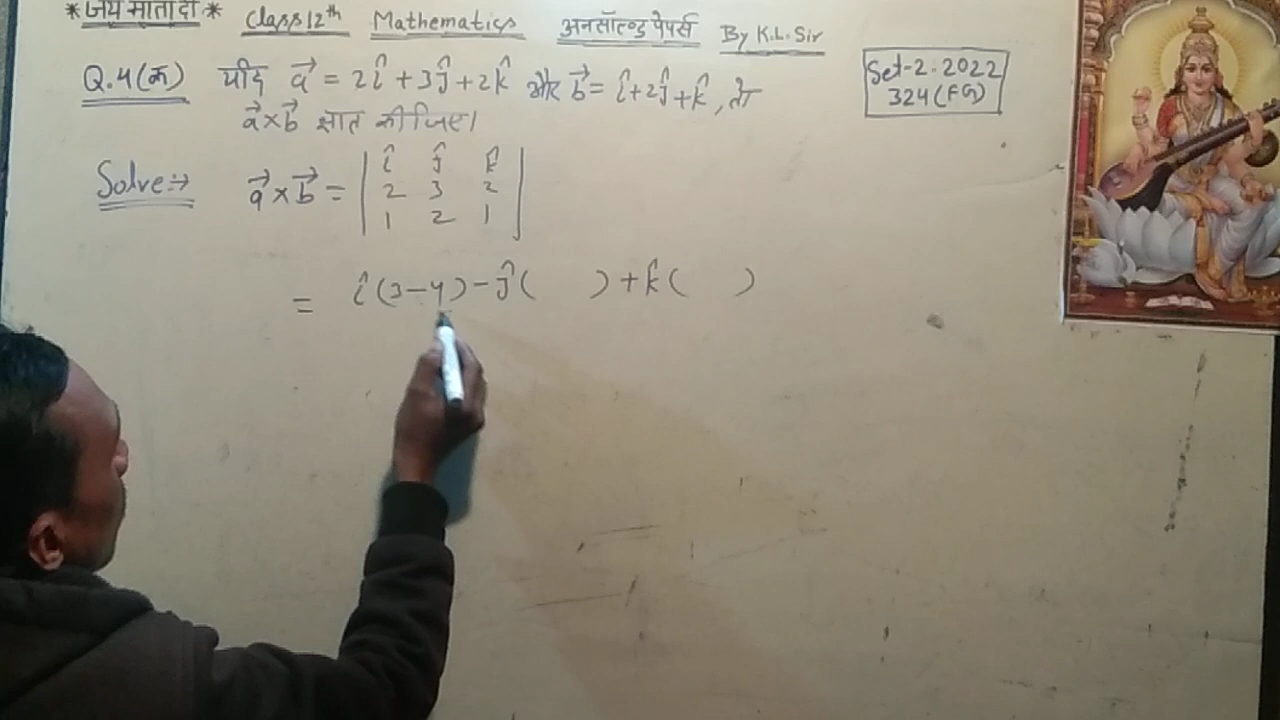 *जय माता दी* Class 12th Mathematics अनसॉल्व्ड पेपर्स By K.L. Sir
Set-2. 2022
324 (FG)
Q.4(क) यदि a⃗ = 2î + 3ĵ + 2k̂ और b⃗ = î + 2ĵ + k̂, तो
a⃗×b⃗ ज्ञात कीजिए।
Solve:→ a⃗×b⃗ = | î ĵ k̂ |
| 2 3 2 |
| 1 2 1 |
= î(3-4) - ĵ( ) + k̂( )